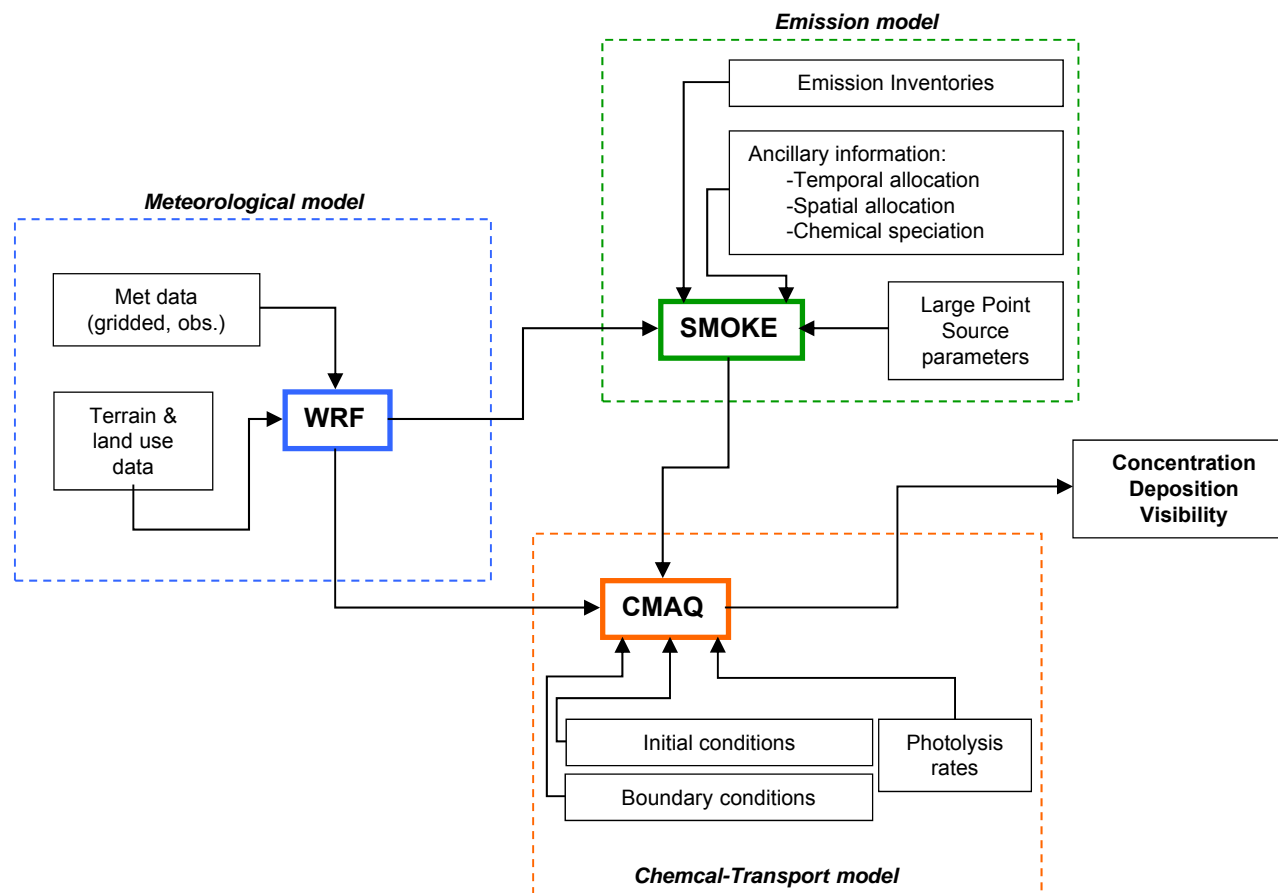 Emission model
Emission Inventories
Ancillary information:
-Temporal allocation
-Spatial allocation
-Chemical speciation
Meteorological model
Met data
(gridded, obs.)
SMOKE
Large Point
Source
parameters
Terrain &
land use
data
WRF
Concentration
Deposition
Visibility
CMAQ
Initial conditions
Photolysis
rates
Boundary conditions
Chemcal-Transport model